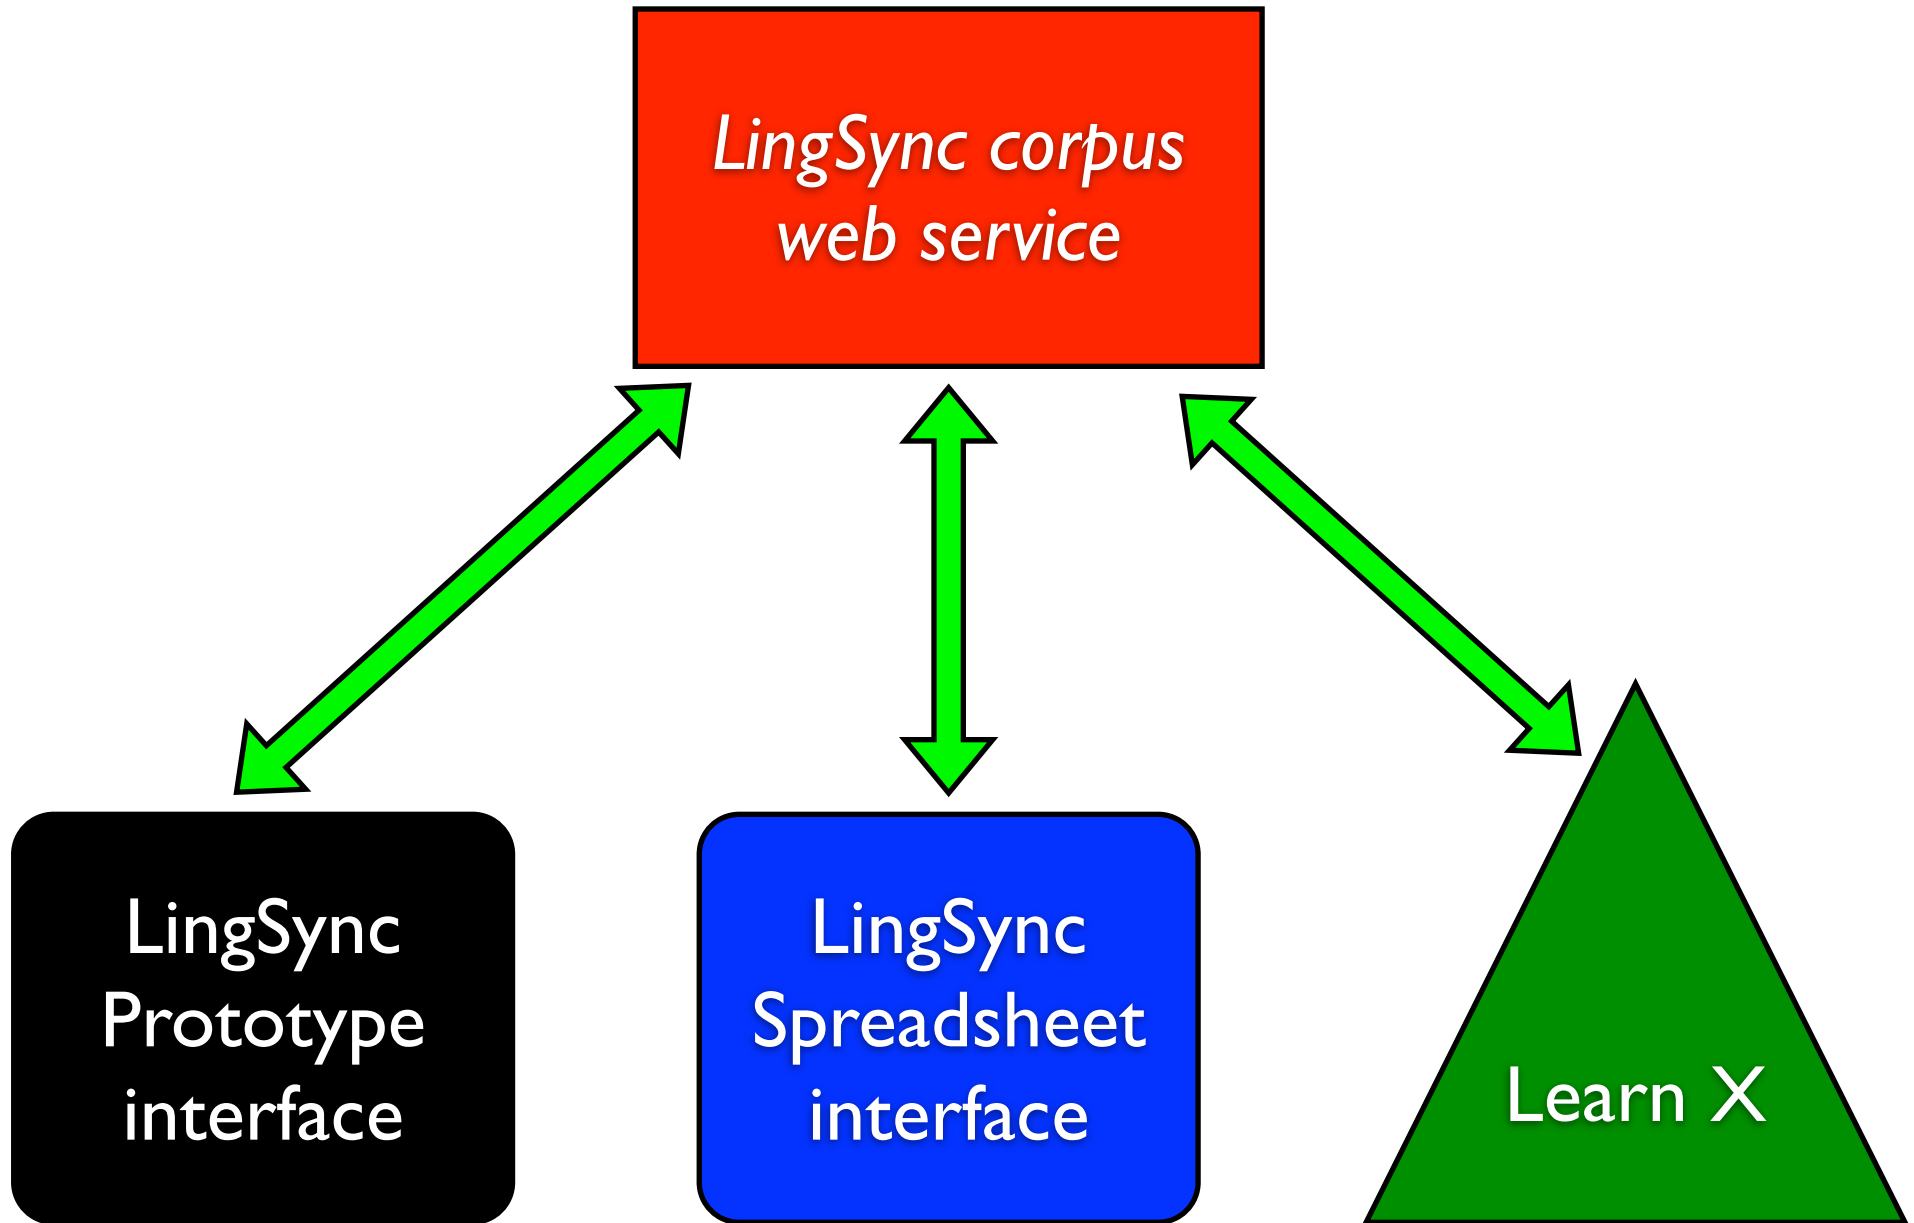 LingSync corpus
web service
LingSync
Prototype
interface
LingSync
Spreadsheet
interface
Learn X